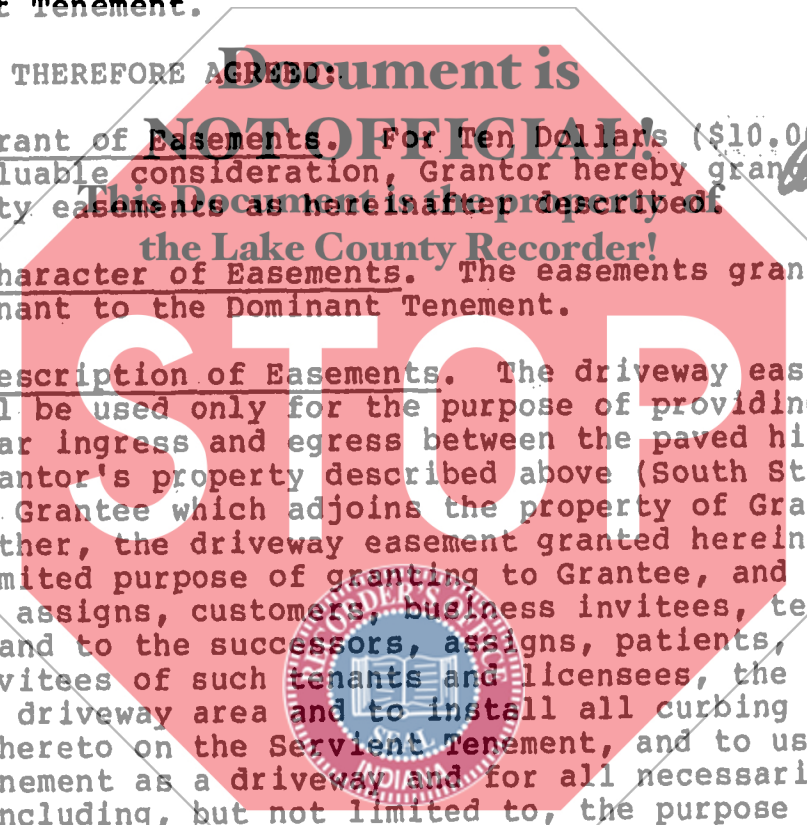 t Tenement.
THEREFORE AGREED:
Document is
NOT OFFICIAL!
This Document is the property of
the Lake County Recorder!
rant of Easements. For Ten Dollars ($10.0
luable consideration, Grantor hereby gran
ty easements as hereinafter described.
haracter of Easements. The easements gran
nant to the Dominant Tenement.
escription of Easements. The driveway eas
l be used only for the purpose of providin
ar ingress and egress between the paved hi
antor's property described above (South St
Grantee which adjoins the property of Gra
ther, the driveway easement granted herein
mited purpose of granting to Grantee, and
assigns, customers, business invitees, te
and to the successors, assigns, patients,
vitees of such tenants and licensees, the
driveway area and to install all curbing
hereto on the Servient Tenement, and to us
nement as a driveway and for all necessari
ncluding, but not limited to, the purpose
STOP
RECORDER'S OFFICE
SEAL
INDIANA